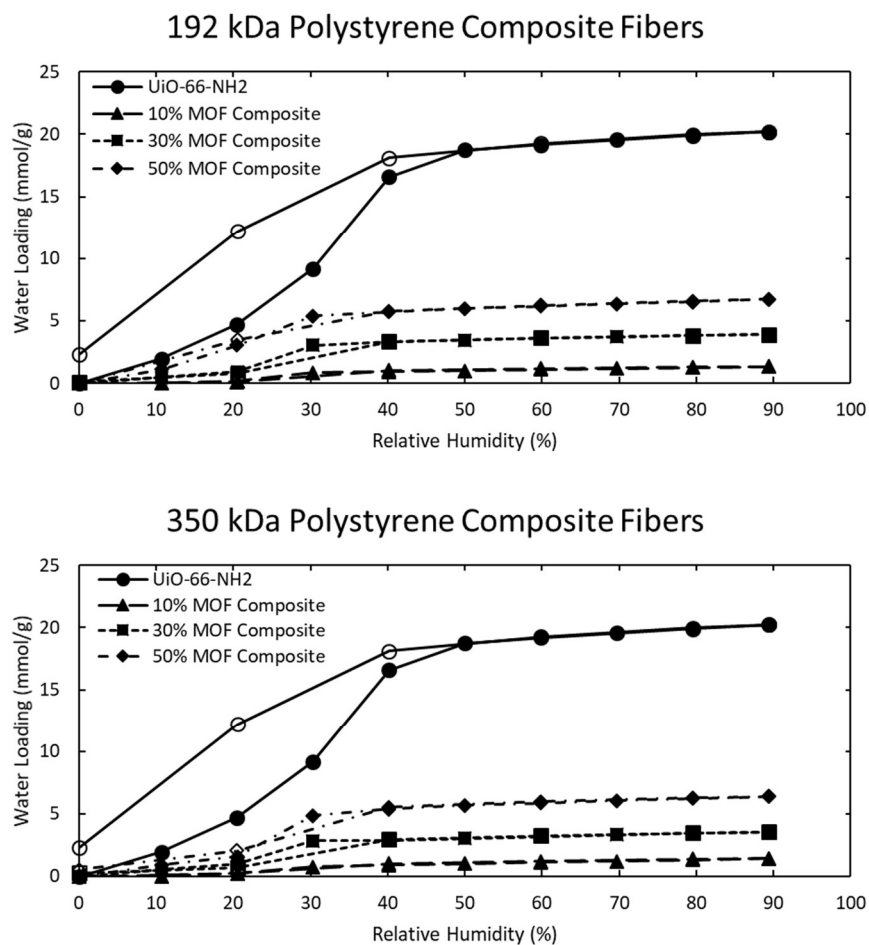 192 kDa Polystyrene Composite Fibers
25
20
15
10
5
0
Water Loading (mmol/g)
UiO-66-NH2
10% MOF Composite
30% MOF Composite
50% MOF Composite
0 10 20 30 40 50 60 70 80 90 100
Relative Humidity (%)
350 kDa Polystyrene Composite Fibers
25
20
15
10
5
0
Water Loading (mmol/g)
UiO-66-NH2
10% MOF Composite
30% MOF Composite
50% MOF Composite
0 10 20 30 40 50 60 70 80 90 100
Relative Humidity (%)